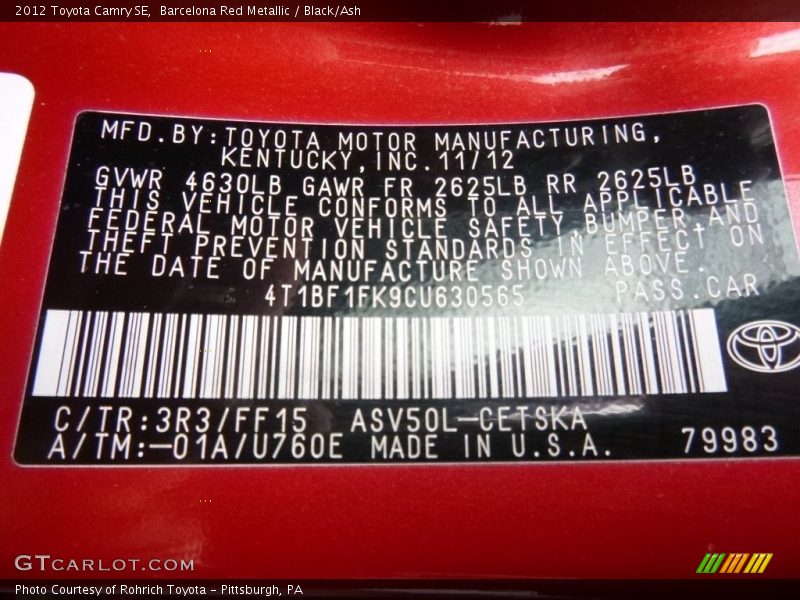 2012 Toyota Camry SE, Barcelona Red Metallic / Black/Ash
MFD.BY:TOYOTA MOTOR MANUFACTURING,
KENTUCKY,INC.11/12
GVWR 4630LB GAWR FR 2625LB RR 2625LB
THIS VEHICLE CONFORMS TO ALL APPLICABLE
FEDERAL MOTOR VEHICLE SAFETY,BUMPER,AND
THEFT PREVENTION STANDARDS IN EFFECT ON
THE DATE OF MANUFACTURE SHOWN ABOVE.
4T1BF1FK9CU630565 PASS.CAR
C/TR:3R3/FF15 ASV50L-CETSKA
A/TM:-01A/U760E MADE IN U.S.A. 79983
GTCARLOT.COM
Photo Courtesy of Rohrich Toyota - Pittsburgh, PA